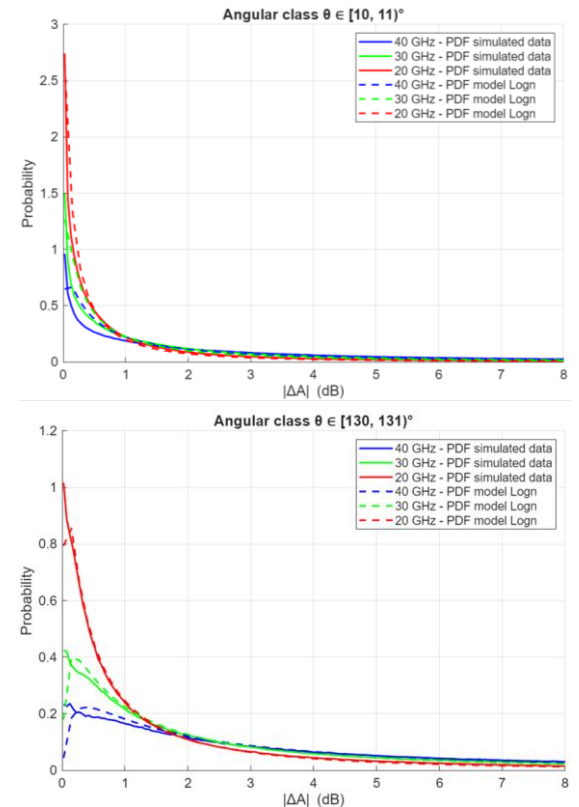 Angular class θ ∈ [10, 11)°
3
2.5
2
1.5
1
0.5
0
Probability
40 GHz - PDF simulated data
30 GHz - PDF simulated data
20 GHz - PDF simulated data
40 GHz - PDF model Logn
30 GHz - PDF model Logn
20 GHz - PDF model Logn
0 1 2 3 4 5 6 7 8
|ΔA| (dB)
Angular class θ ∈ [130, 131)°
1.2
1
0.8
0.6
0.4
0.2
0
Probability
40 GHz - PDF simulated data
30 GHz - PDF simulated data
20 GHz - PDF simulated data
40 GHz - PDF model Logn
30 GHz - PDF model Logn
20 GHz - PDF model Logn
0 1 2 3 4 5 6 7 8
|ΔA| (dB)